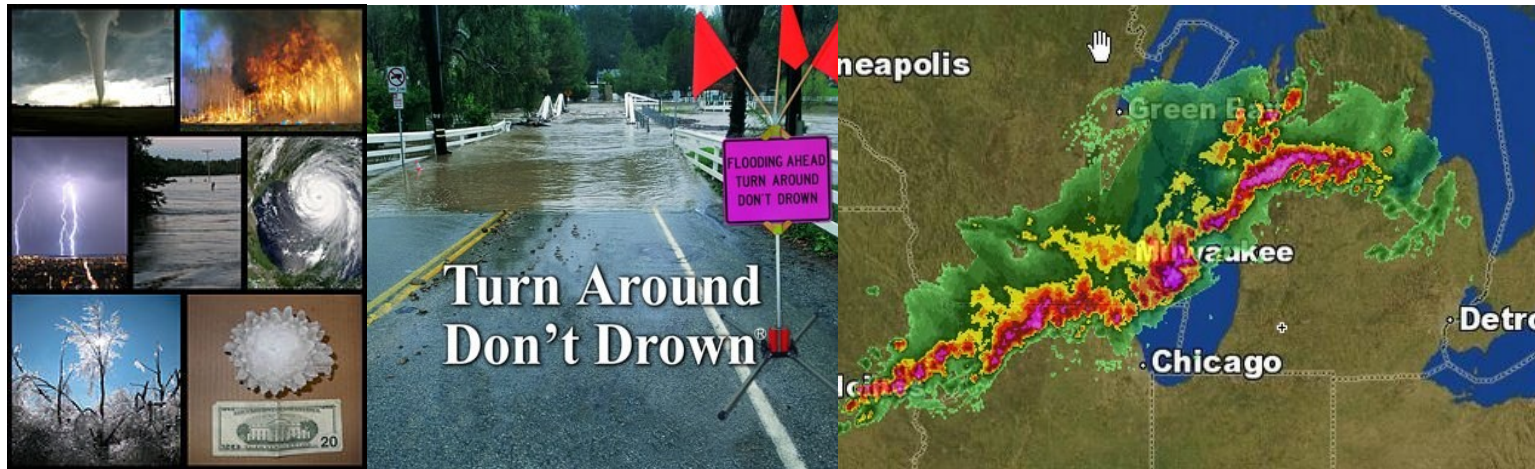 20
FLOODING AHEAD
TURN AROUND
DON'T DROWN
Turn Around
Don't Drown®
neapolis
Green Bay
Milwaukee
Detro
Chicago